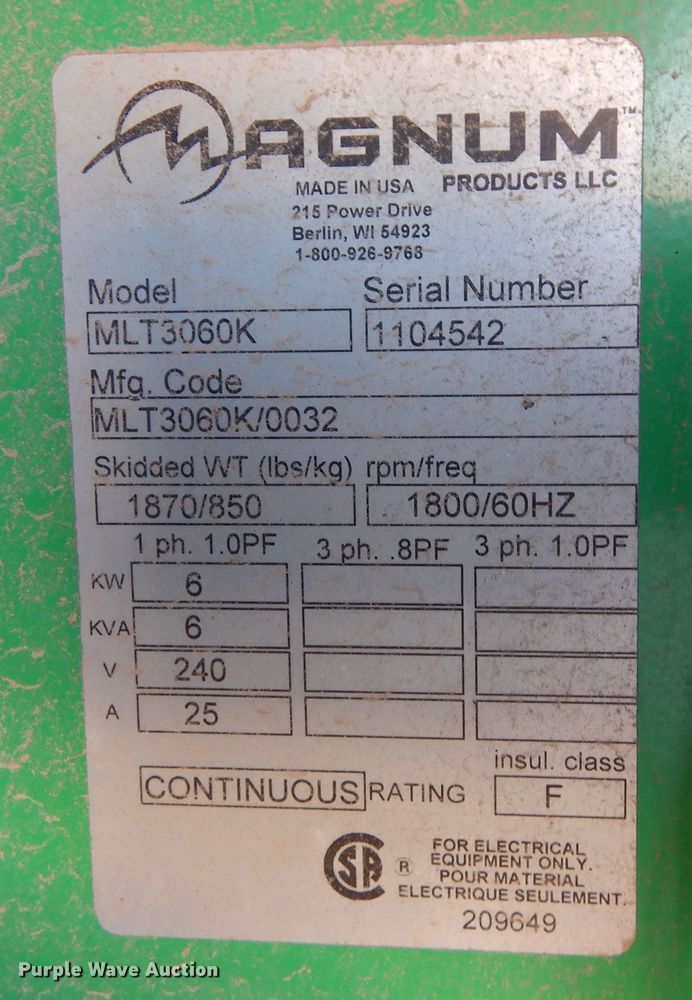 MAGNUM™
MADE IN USA PRODUCTS LLC
215 Power Drive
Berlin, WI 54923
1-800-926-9768
Model Serial Number
MLT3060K 1104542
Mfg. Code
MLT3060K/0032
Skidded WT (lbs/kg) rpm/freq
1870/850 1800/60HZ
1 ph. 1.0PF 3 ph. .8PF 3 ph. 1.0PF
KW 6
KVA 6
V 240
A 25
insul. class
CONTINUOUS RATING F
CSA ® FOR ELECTRICAL
EQUIPMENT ONLY.
POUR MATERIAL
ELECTRIQUE SEULEMENT.
209649
Purple Wave Auction